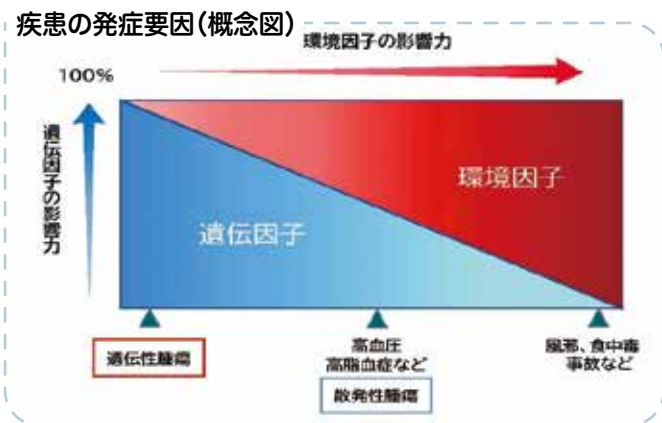 疾患の発症要因(概念図)
環境因子の影響力
100%
遺伝因子の影響力
環境因子
遺伝因子
遺伝性腫瘍
高血圧
高脂血症など
散発性腫瘍
風邪、食中毒
事故など